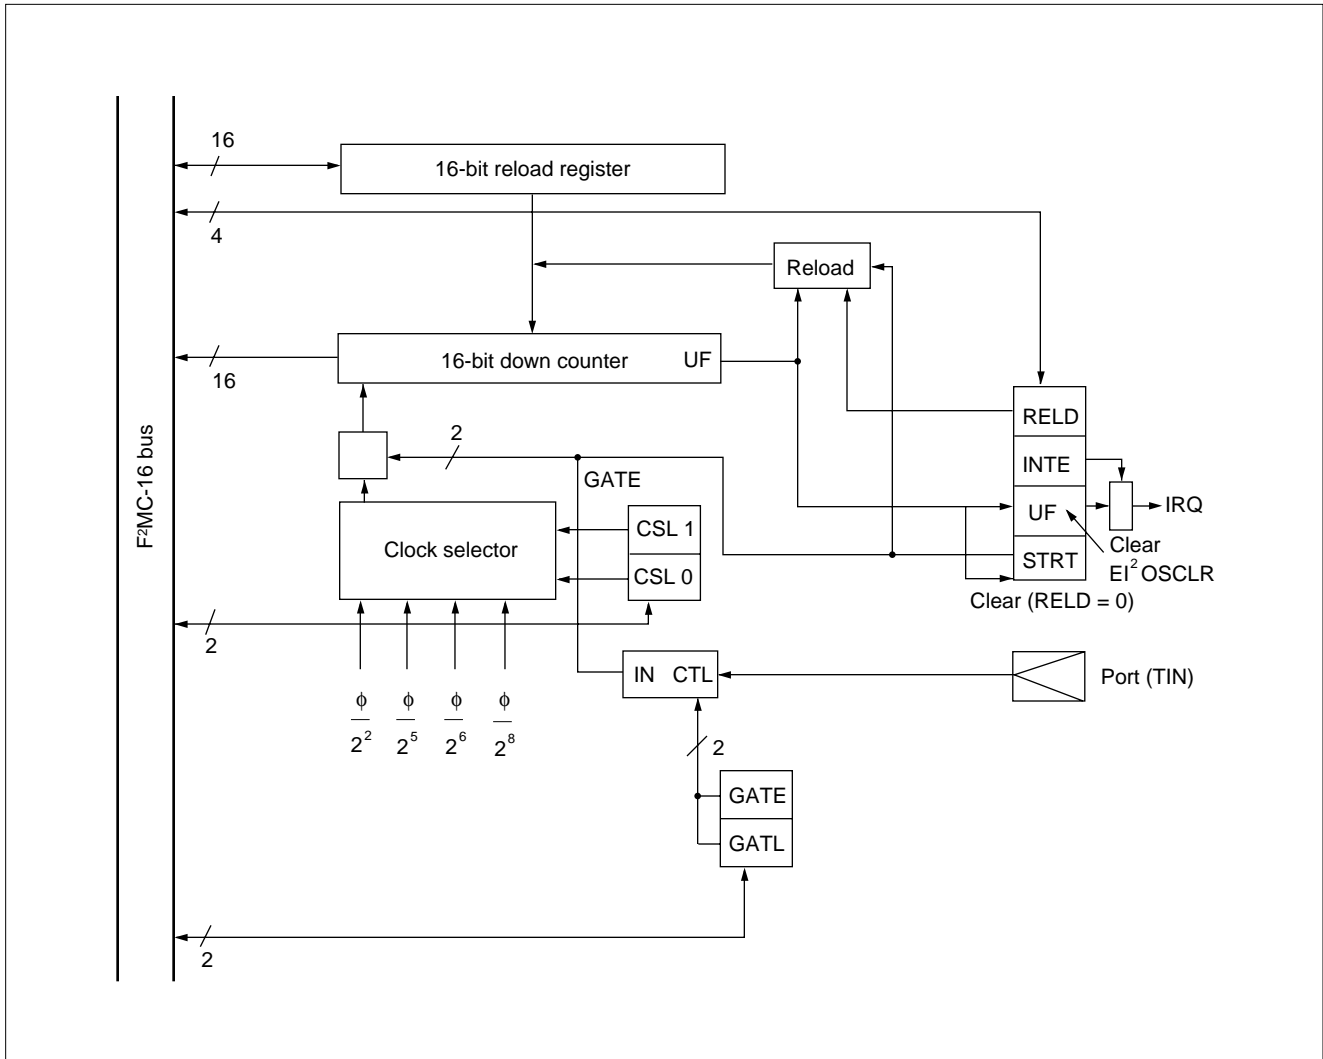 16
16-bit reload register
4
Reload
16-bit down counter UF
16
RELD
2
INTE
GATE
F²MC-16 bus
CSL 1
UF
IRQ
Clock selector
Clear
EI²OSCLR
CSL 0
STRT
Clear (RELD = 0)
2
IN CTL
Port (TIN)
ϕ ϕ ϕ ϕ
2² 2⁵ 2⁶ 2⁸
2
GATE
GATL
2